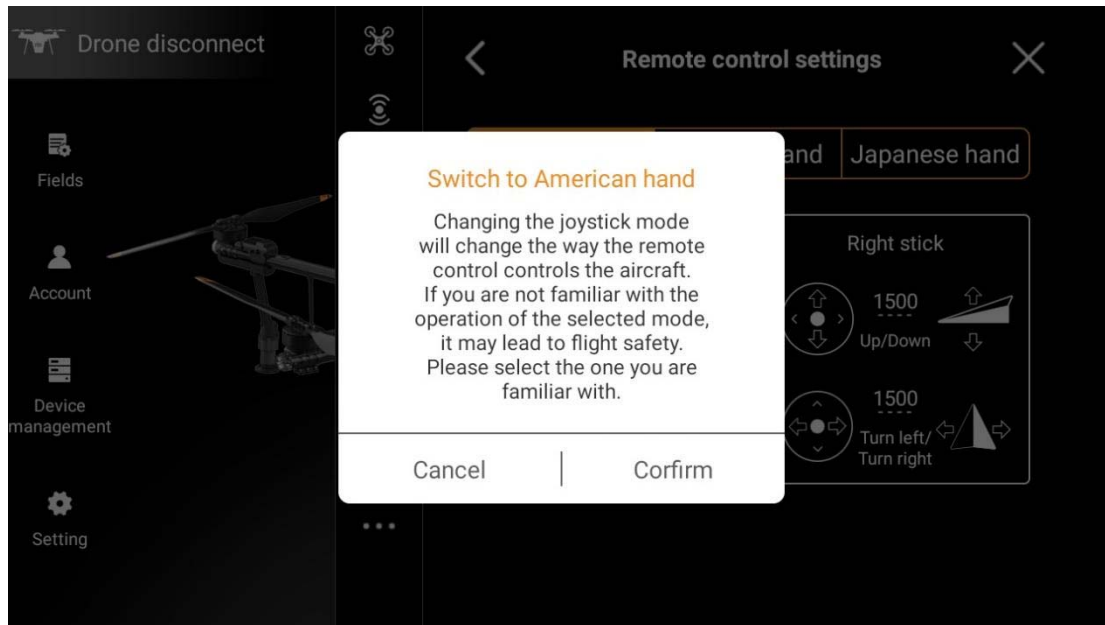 Drone disconnect
Fields
Account
Device
management
Setting
Remote control settings
and
Japanese hand
Switch to American hand
Changing the joystick mode
will change the way the remote
control controls the aircraft.
If you are not familiar with the
operation of the selected mode,
it may lead to flight safety.
Please select the one you are
familiar with.
Cancel
Corfirm
Right stick
1500
Up/Down
1500
Turn left/
Turn right